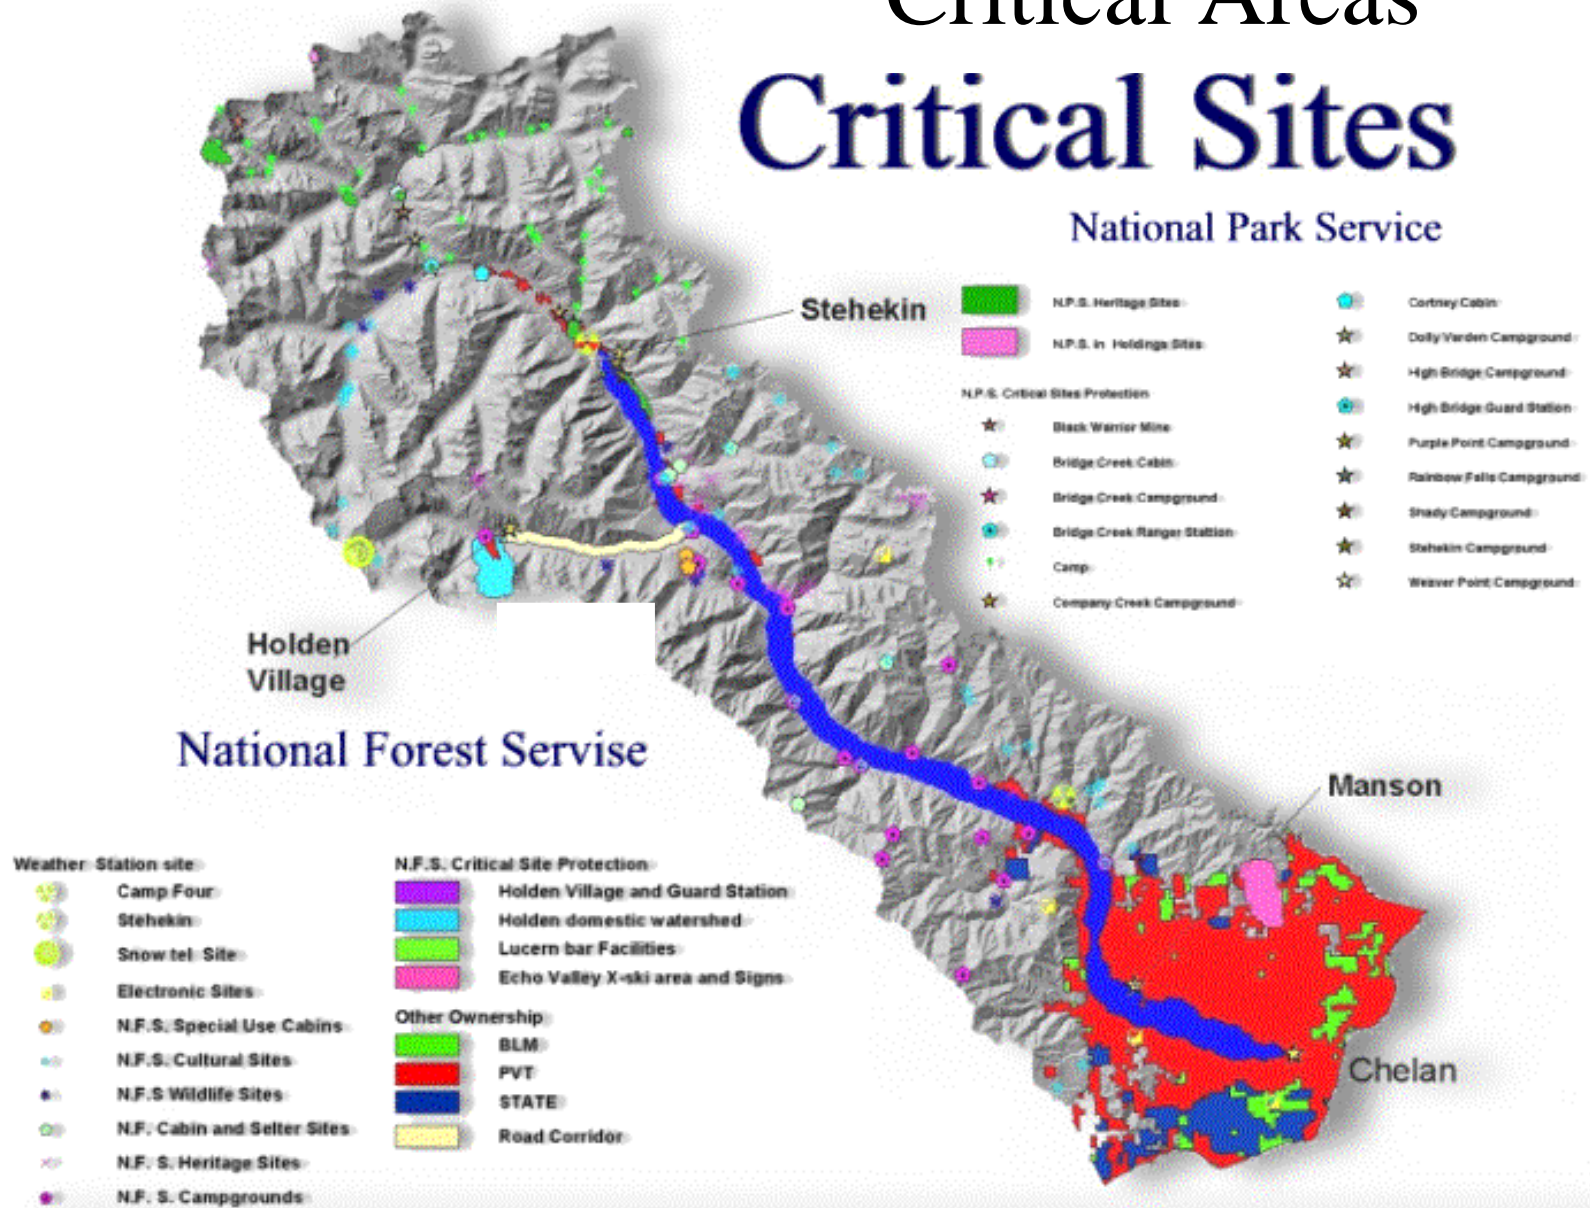 Critical Areas
Critical Sites
National Park Service
Stehekin
N.P.S. Heritage Sites
N.P.S. in Holdings Sites
N.P.S. Critical Sites Protection
Black Warrior Mine
Bridge Creek Cabin
Bridge Creek Campground
Bridge Creek Ranger Stattion
Camp
Company Creek Campground
Cortney Cabin
Dolly Varden Campground
High Bridge Campground
High Bridge Guard Station
Purple Point Campground
Rainbow Falls Campground
Shady Campground
Stehekin Campground
Weaver Point Campground
Holden
Village
National Forest Servise
Manson
Chelan
Weather Station site
Camp Four
Stehekin
Snow tel Site
Electronic Sites
N.F.S. Special Use Cabins
N.F.S. Cultural Sites
N.F.S Wildlife Sites
N.F. Cabin and Selter Sites
N.F. S. Heritage Sites
N.F. S. Campgrounds
N.F.S. Critical Site Protection
Holden Village and Guard Station
Holden domestic watershed
Lucern bar Facilities
Echo Valley X-ski area and Signs
Other Ownership
BLM
PVT
STATE
Road Corridor